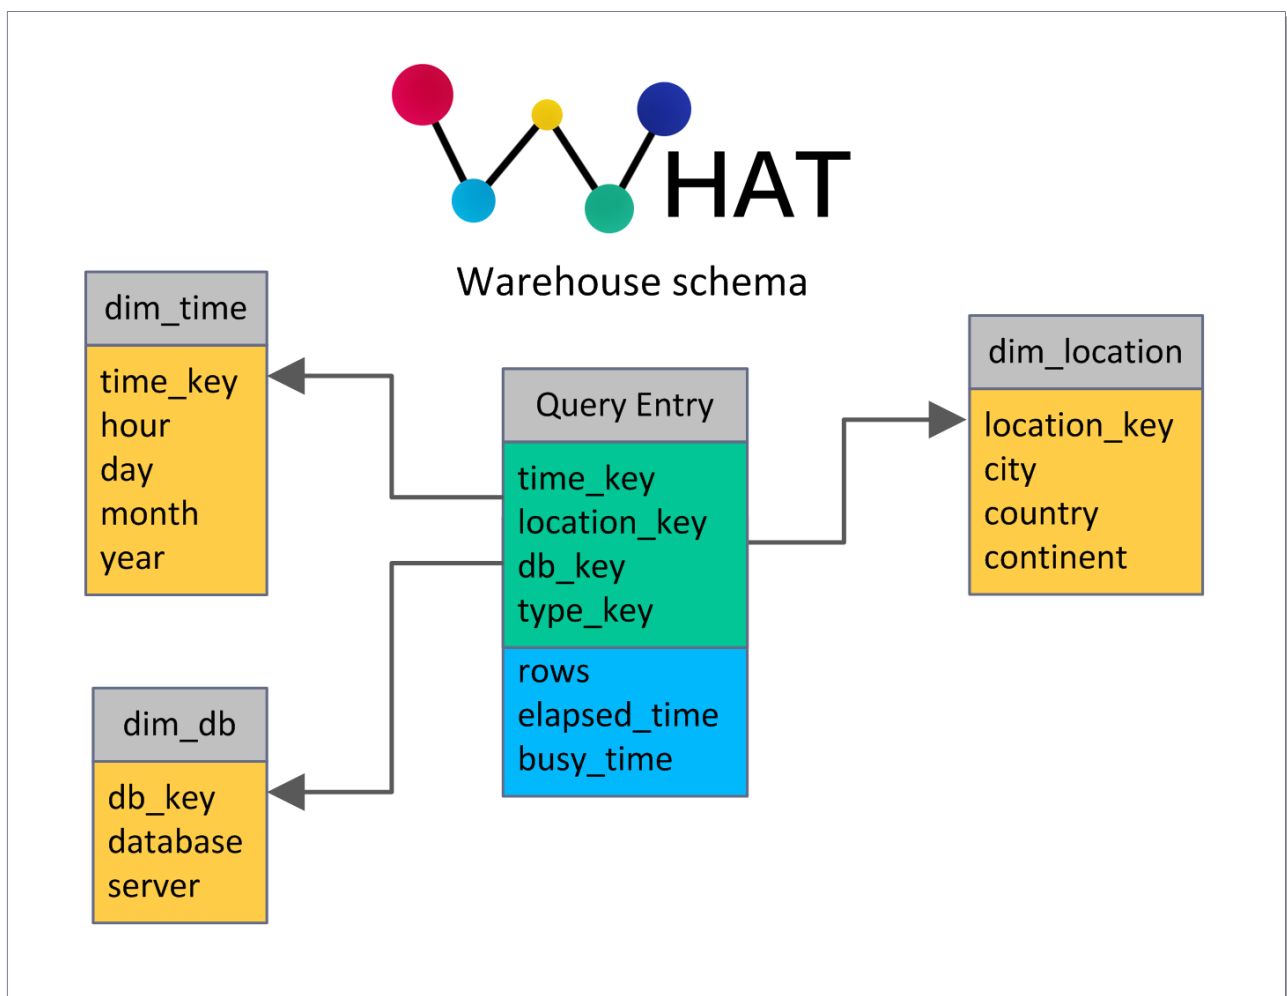 WHAT
Warehouse schema
dim_time
time_key
hour
day
month
year
Query Entry
time_key
location_key
db_key
type_key
rows
elapsed_time
busy_time
dim_location
location_key
city
country
continent
dim_db
db_key
database
server